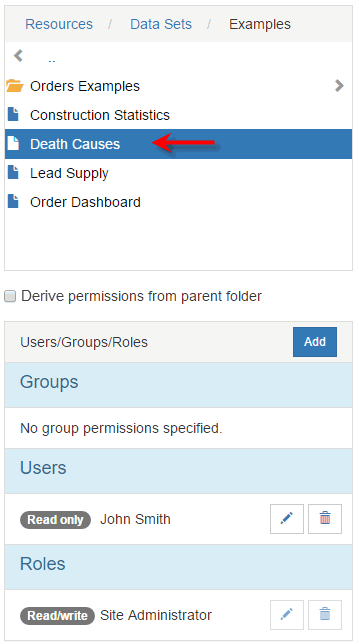 Resources / Data Sets / Examples
..
Orders Examples
Construction Statistics
Death Causes
Lead Supply
Order Dashboard
Derive permissions from parent folder
Users/Groups/Roles Add
Groups
No group permissions specified.
Users
Read only John Smith
Roles
Read/write Site Administrator